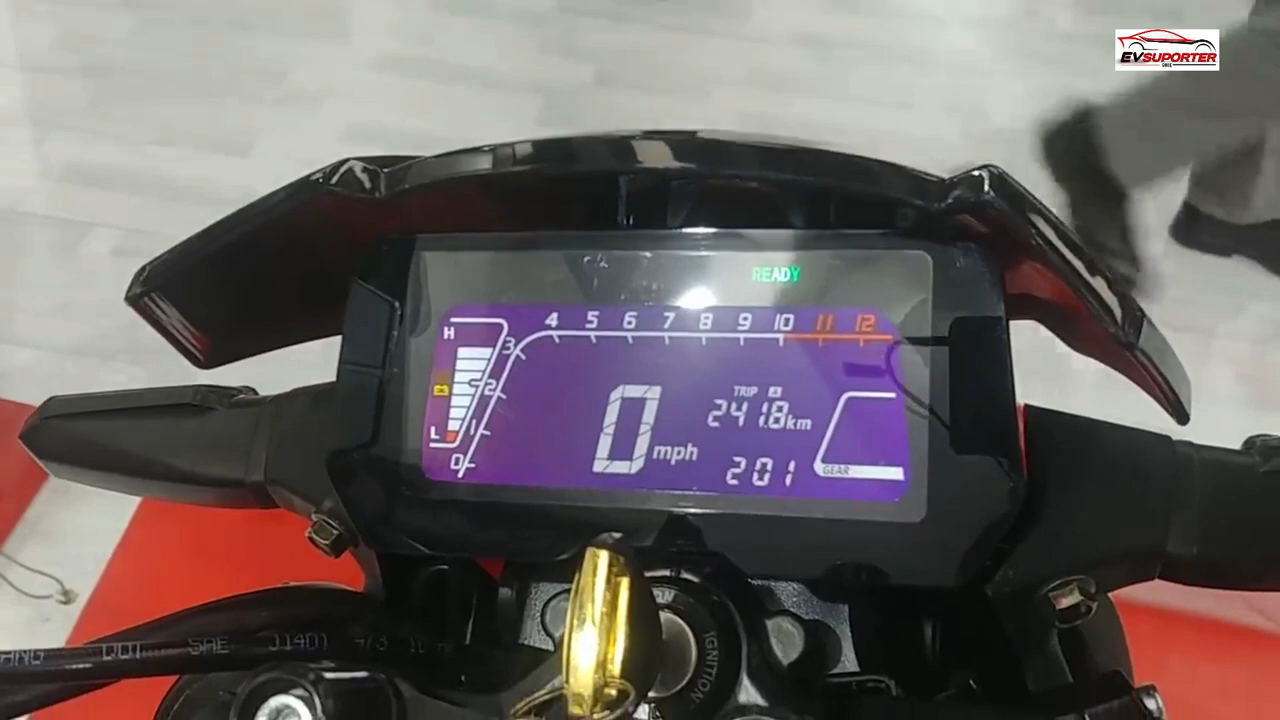 EVSUPORTER
READY
H
4 5 6 7 8 9 10 11 12
3
2
1
0
L
TRIP A
241.8km
0 mph
201
GEAR
IGNITION
SAE J1401